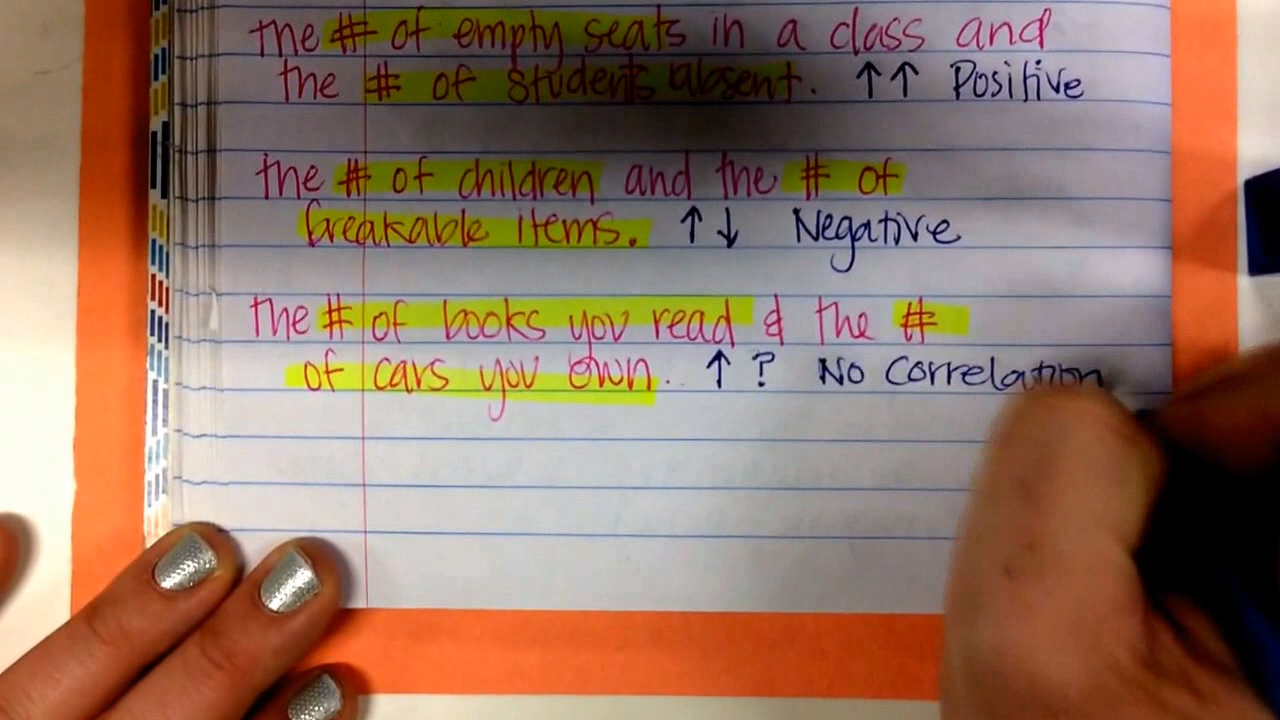 the # of empty seats in a class and
the # of students absent. ↑↑ Positive
the # of children and the # of
breakable items. ↑↓ Negative
the # of books you read & the #
of cars you own. ↑ ? No Correlation